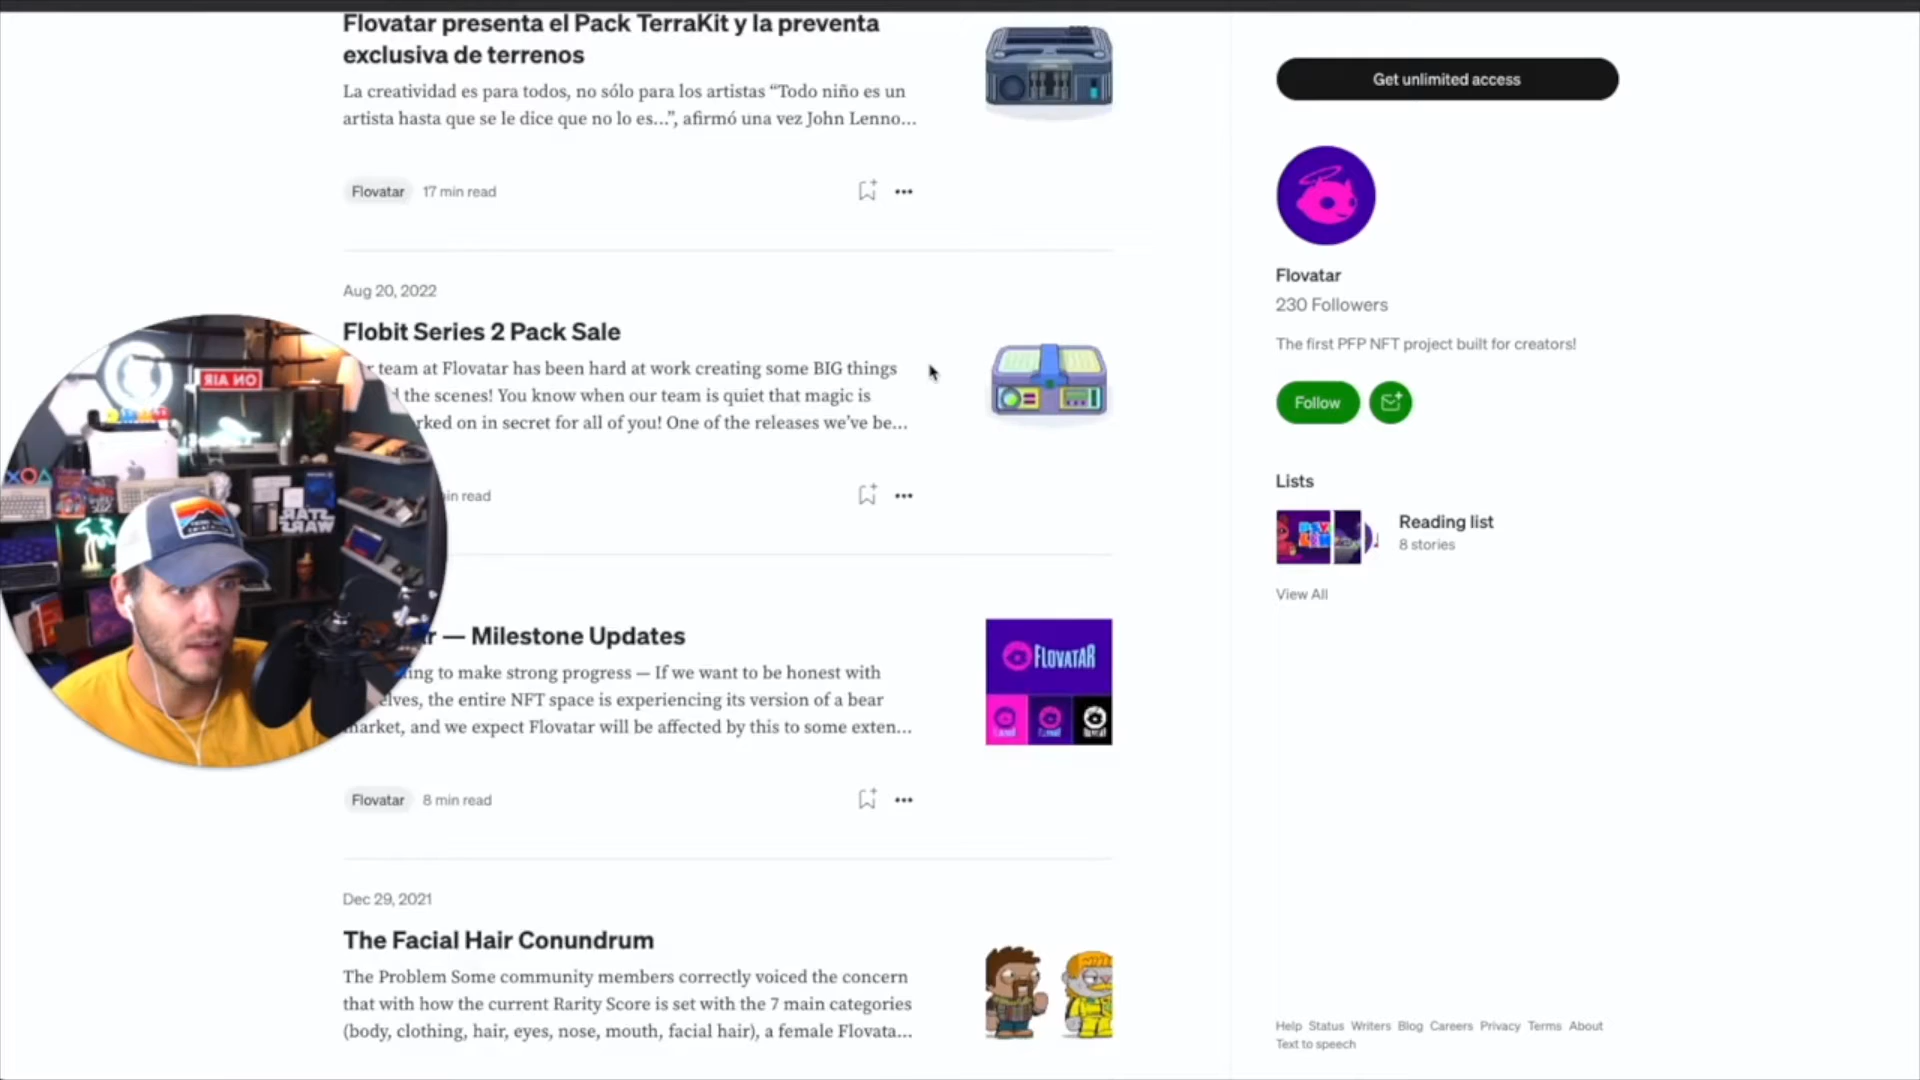 Flovatar presenta el Pack TerraKit y la preventa
exclusiva de terrenos
La creatividad es para todos, no sólo para los artistas “Todo niño es un
artista hasta que se le dice que no lo es...”, afirmó una vez John Lenno...
Flovatar 17 min read
Aug 20, 2022
Flobit Series 2 Pack Sale
team at Flovatar has been hard at work creating some BIG things
the scenes! You know when our team is quiet that magic is
rked on in secret for all of you! One of the releases we’ve be...
in read
r — Milestone Updates
ing to make strong progress — If we want to be honest with
elves, the entire NFT space is experiencing its version of a bear
market, and we expect Flovatar will be affected by this to some exten...
Flovatar 8 min read
Dec 29, 2021
The Facial Hair Conundrum
The Problem Some community members correctly voiced the concern
that with how the current Rarity Score is set with the 7 main categories
(body, clothing, hair, eyes, nose, mouth, facial hair), a female Flovata...
FLOVATAR
ON AIR
STAR
WARS
Get unlimited access
Flovatar
230 Followers
The first PFP NFT project built for creators!
Follow
Lists
Reading list
8 stories
View All
Help Status Writers Blog Careers Privacy Terms About
Text to speech